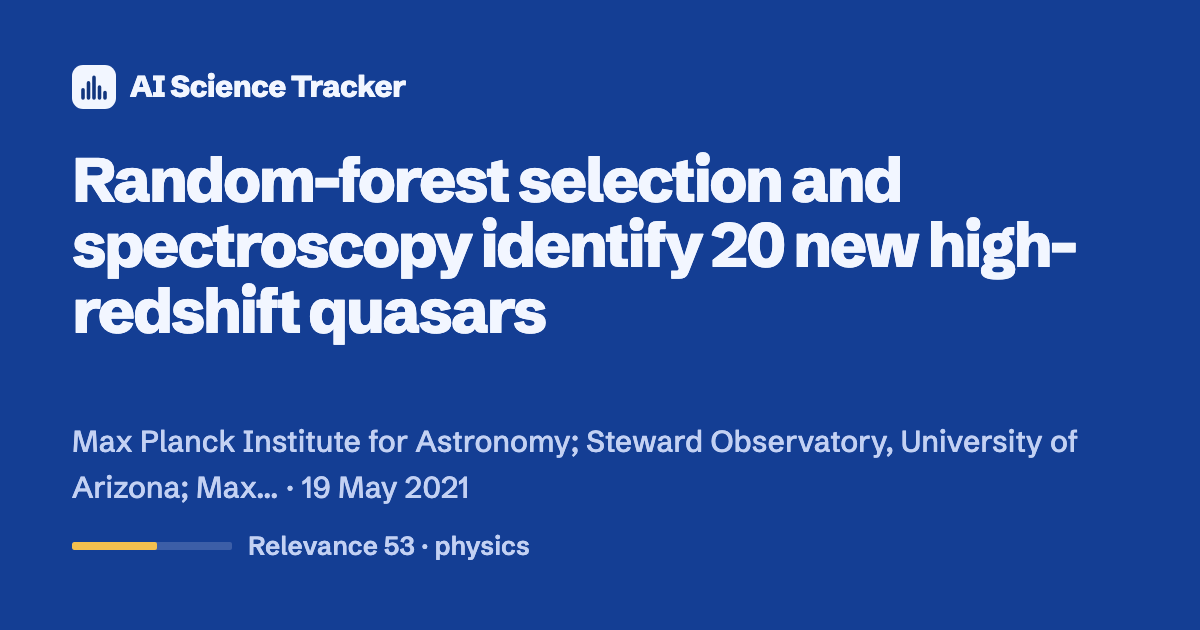 AI Science Tracker
Random-forest selection and
spectroscopy identify 20 new high-
redshift quasars
Max Planck Institute for Astronomy; Steward Observatory, University of
Arizona; Max… · 19 May 2021
Relevance 53 · physics